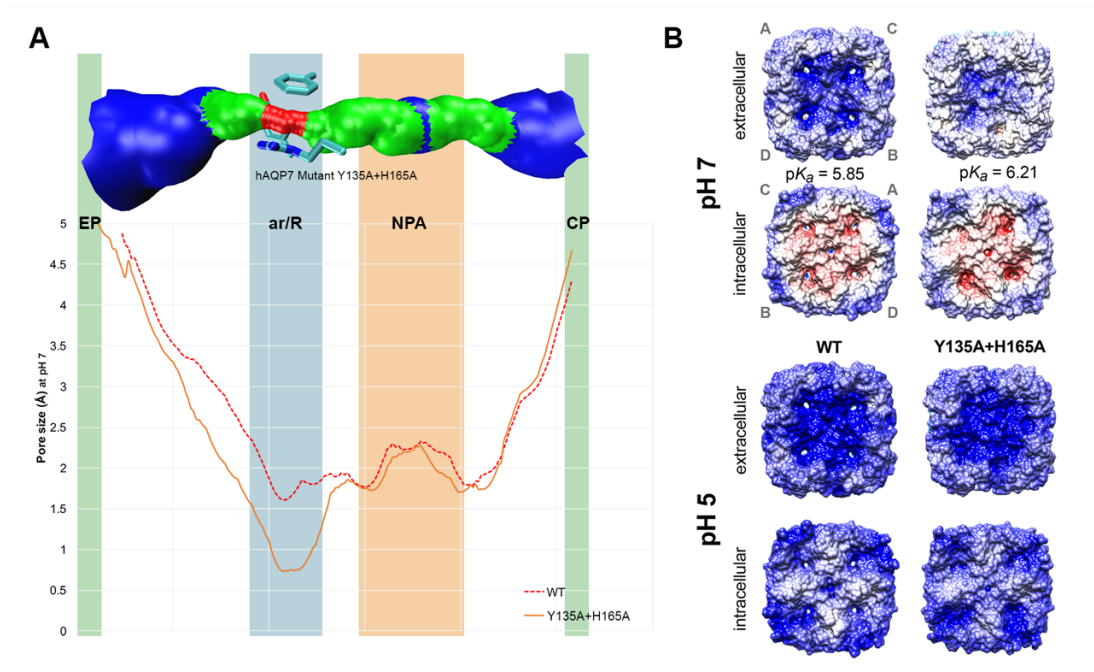 A
hAQP7 Mutant Y135A+H165A
EP
ar/R
NPA
CP
Pore size (Å) at pH 7
5
4.5
4
3.5
3
2.5
2
1.5
1
0.5
0
WT
Y135A+H165A
B
pH 7
extracellular
A
C
D
B
pKa = 5.85
pKa = 6.21
intracellular
C
A
B
D
WT
Y135A+H165A
pH 5
extracellular
intracellular